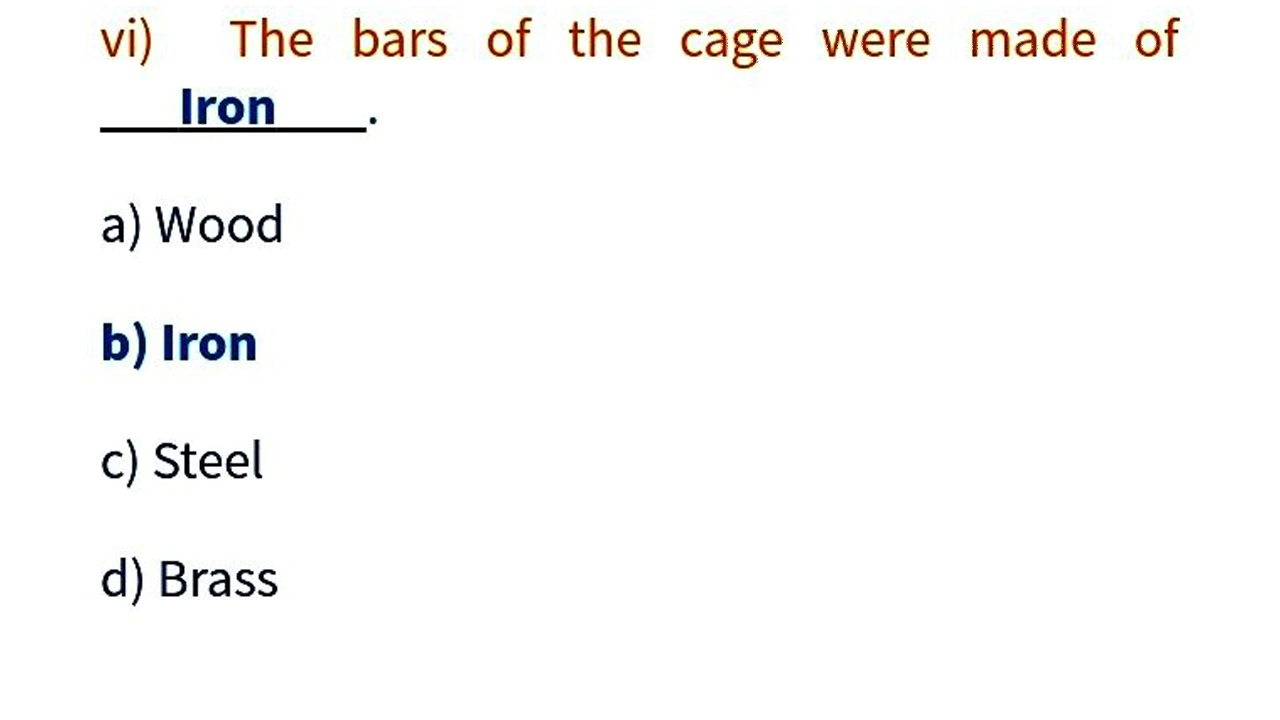 vi) The bars of the cage were made of
Iron.
a) Wood
b) Iron
c) Steel
d) Brass